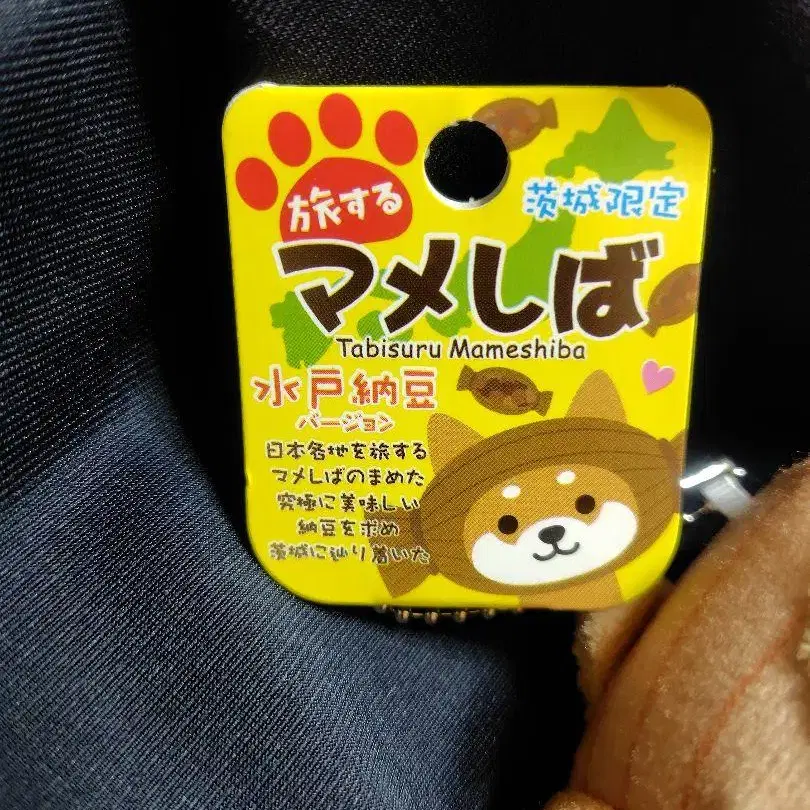 旅する
茨城限定
マメしば
Tabisuru Mameshiba
水戸納豆
バージョン
日本各地を旅する
マメしばのまめた
究極に美味しい
納豆を求め
茨城に辿り着いた